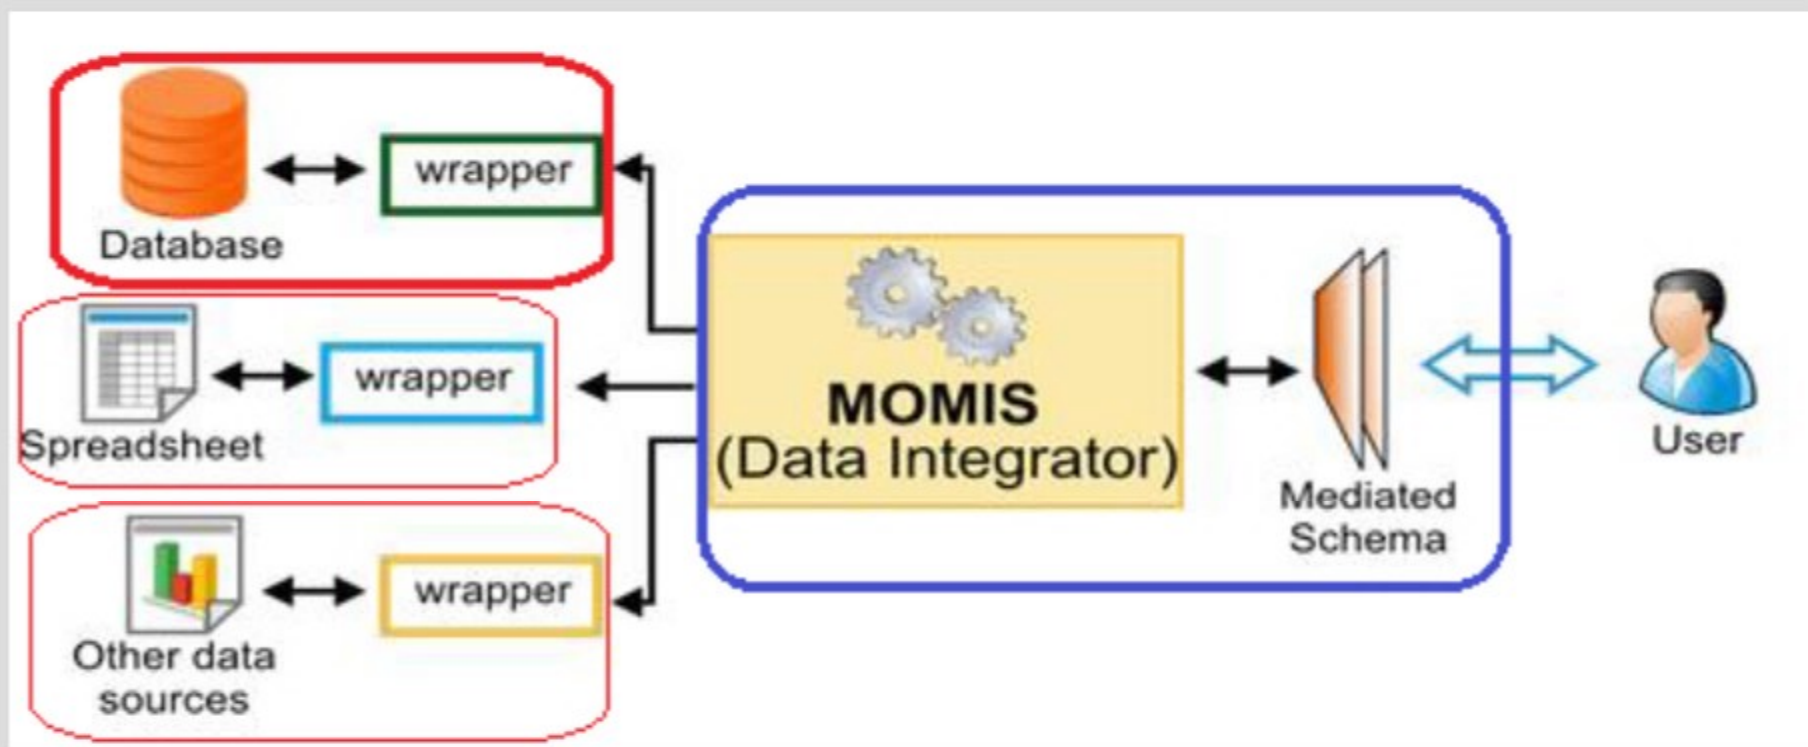 wrapper
Database
wrapper
Spreadsheet
wrapper
Other data
sources
MOMIS
(Data Integrator)
Mediated
Schema
User